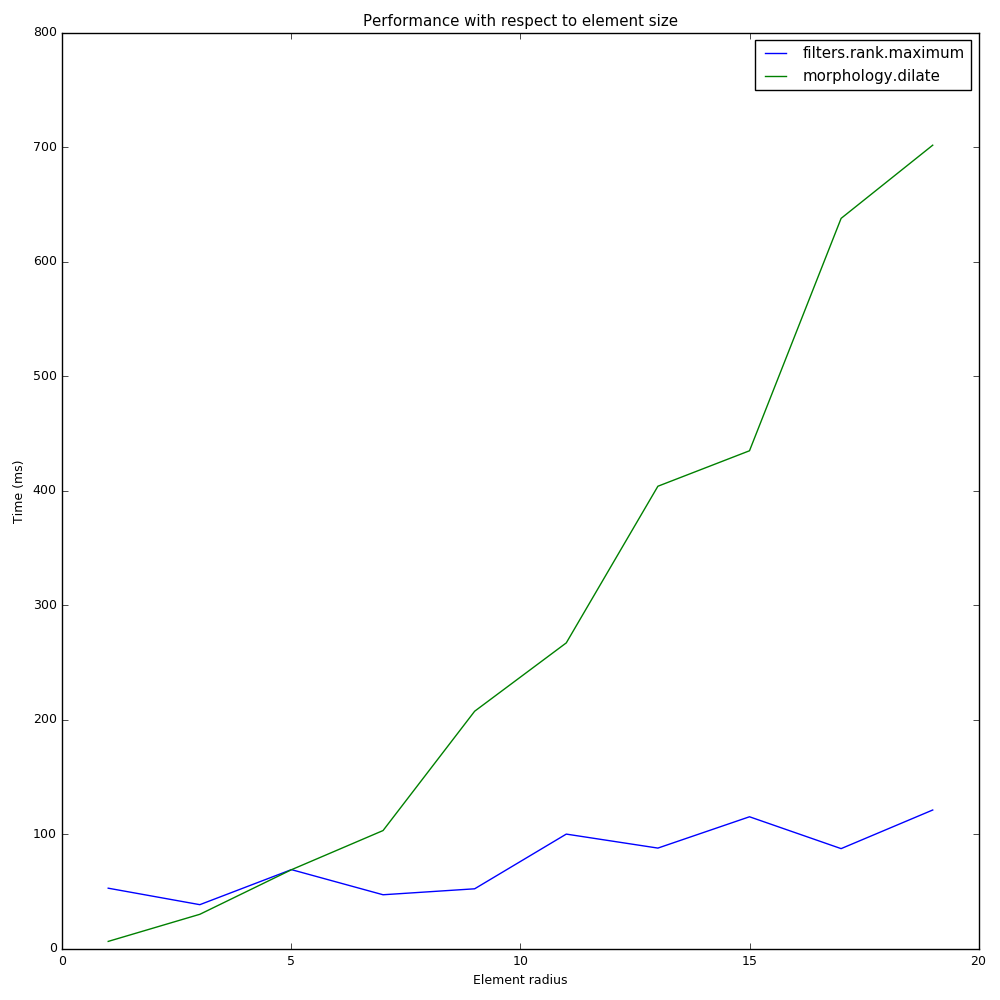 Performance with respect to element size
filters.rank.maximum
morphology.dilate
800
700
600
500
400
300
200
100
0
Time (ms)
0 5 10 15 20
Element radius